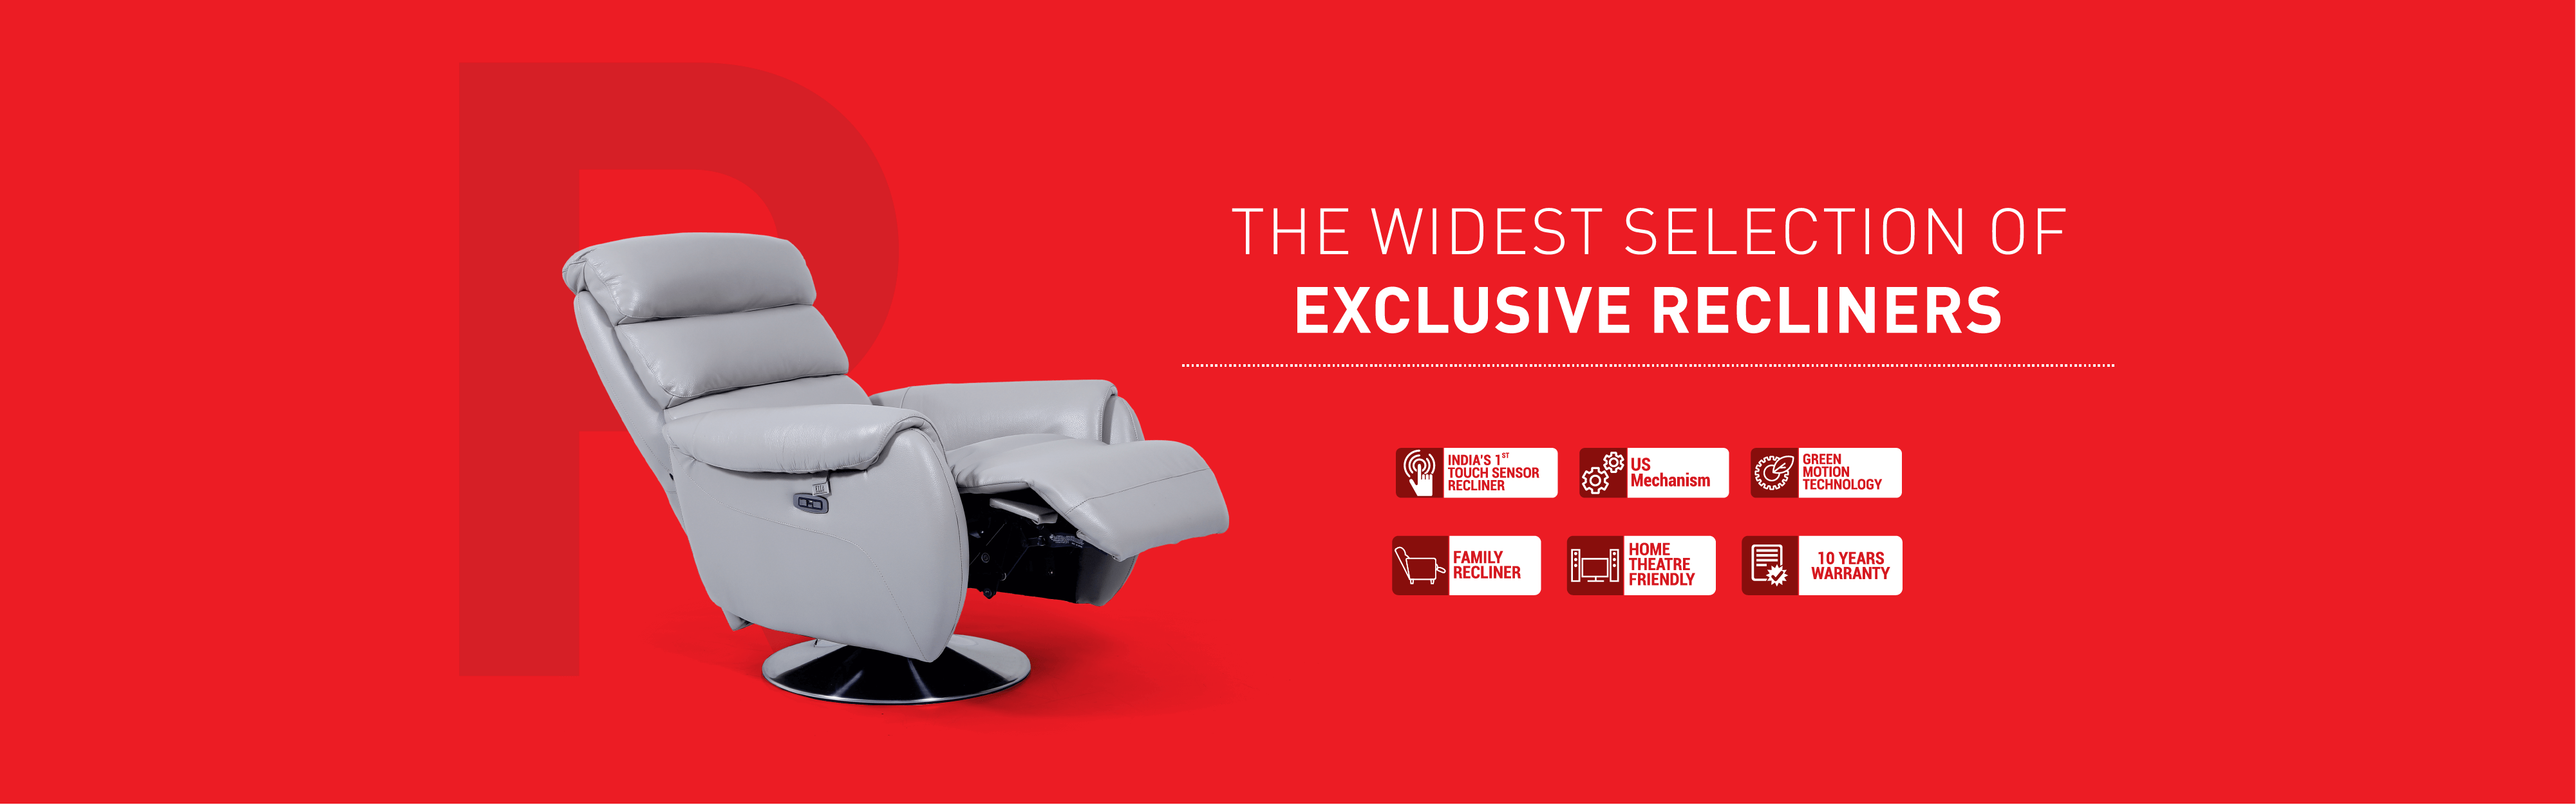 R
THE WIDEST SELECTION OF
EXCLUSIVE RECLINERS
INDIA'S 1ST
TOUCH SENSOR
RECLINER
US
Mechanism
GREEN
MOTION
TECHNOLOGY
FAMILY
RECLINER
HOME
THEATRE
FRIENDLY
10 YEARS
WARRANTY